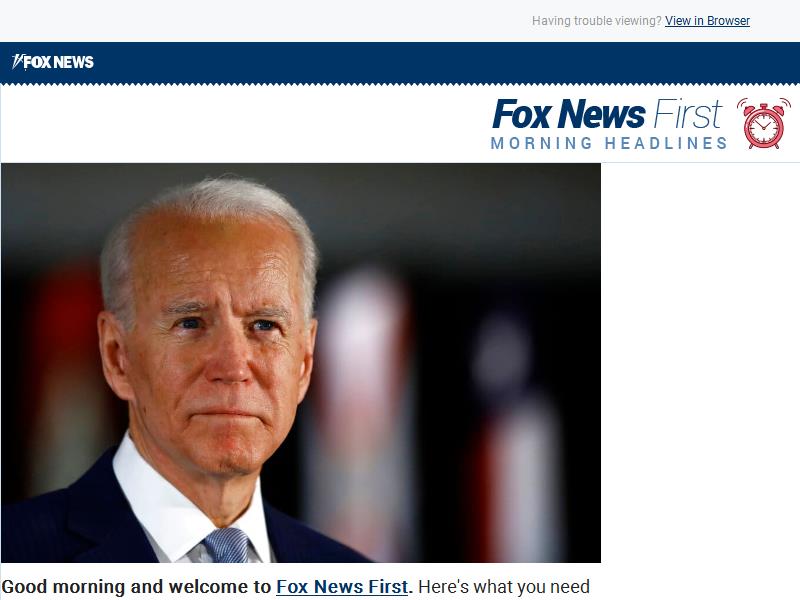 Having trouble viewing? View in Browser
FOX NEWS
Fox News First
MORNING HEADLINES
Good morning and welcome to Fox News First. Here's what you need